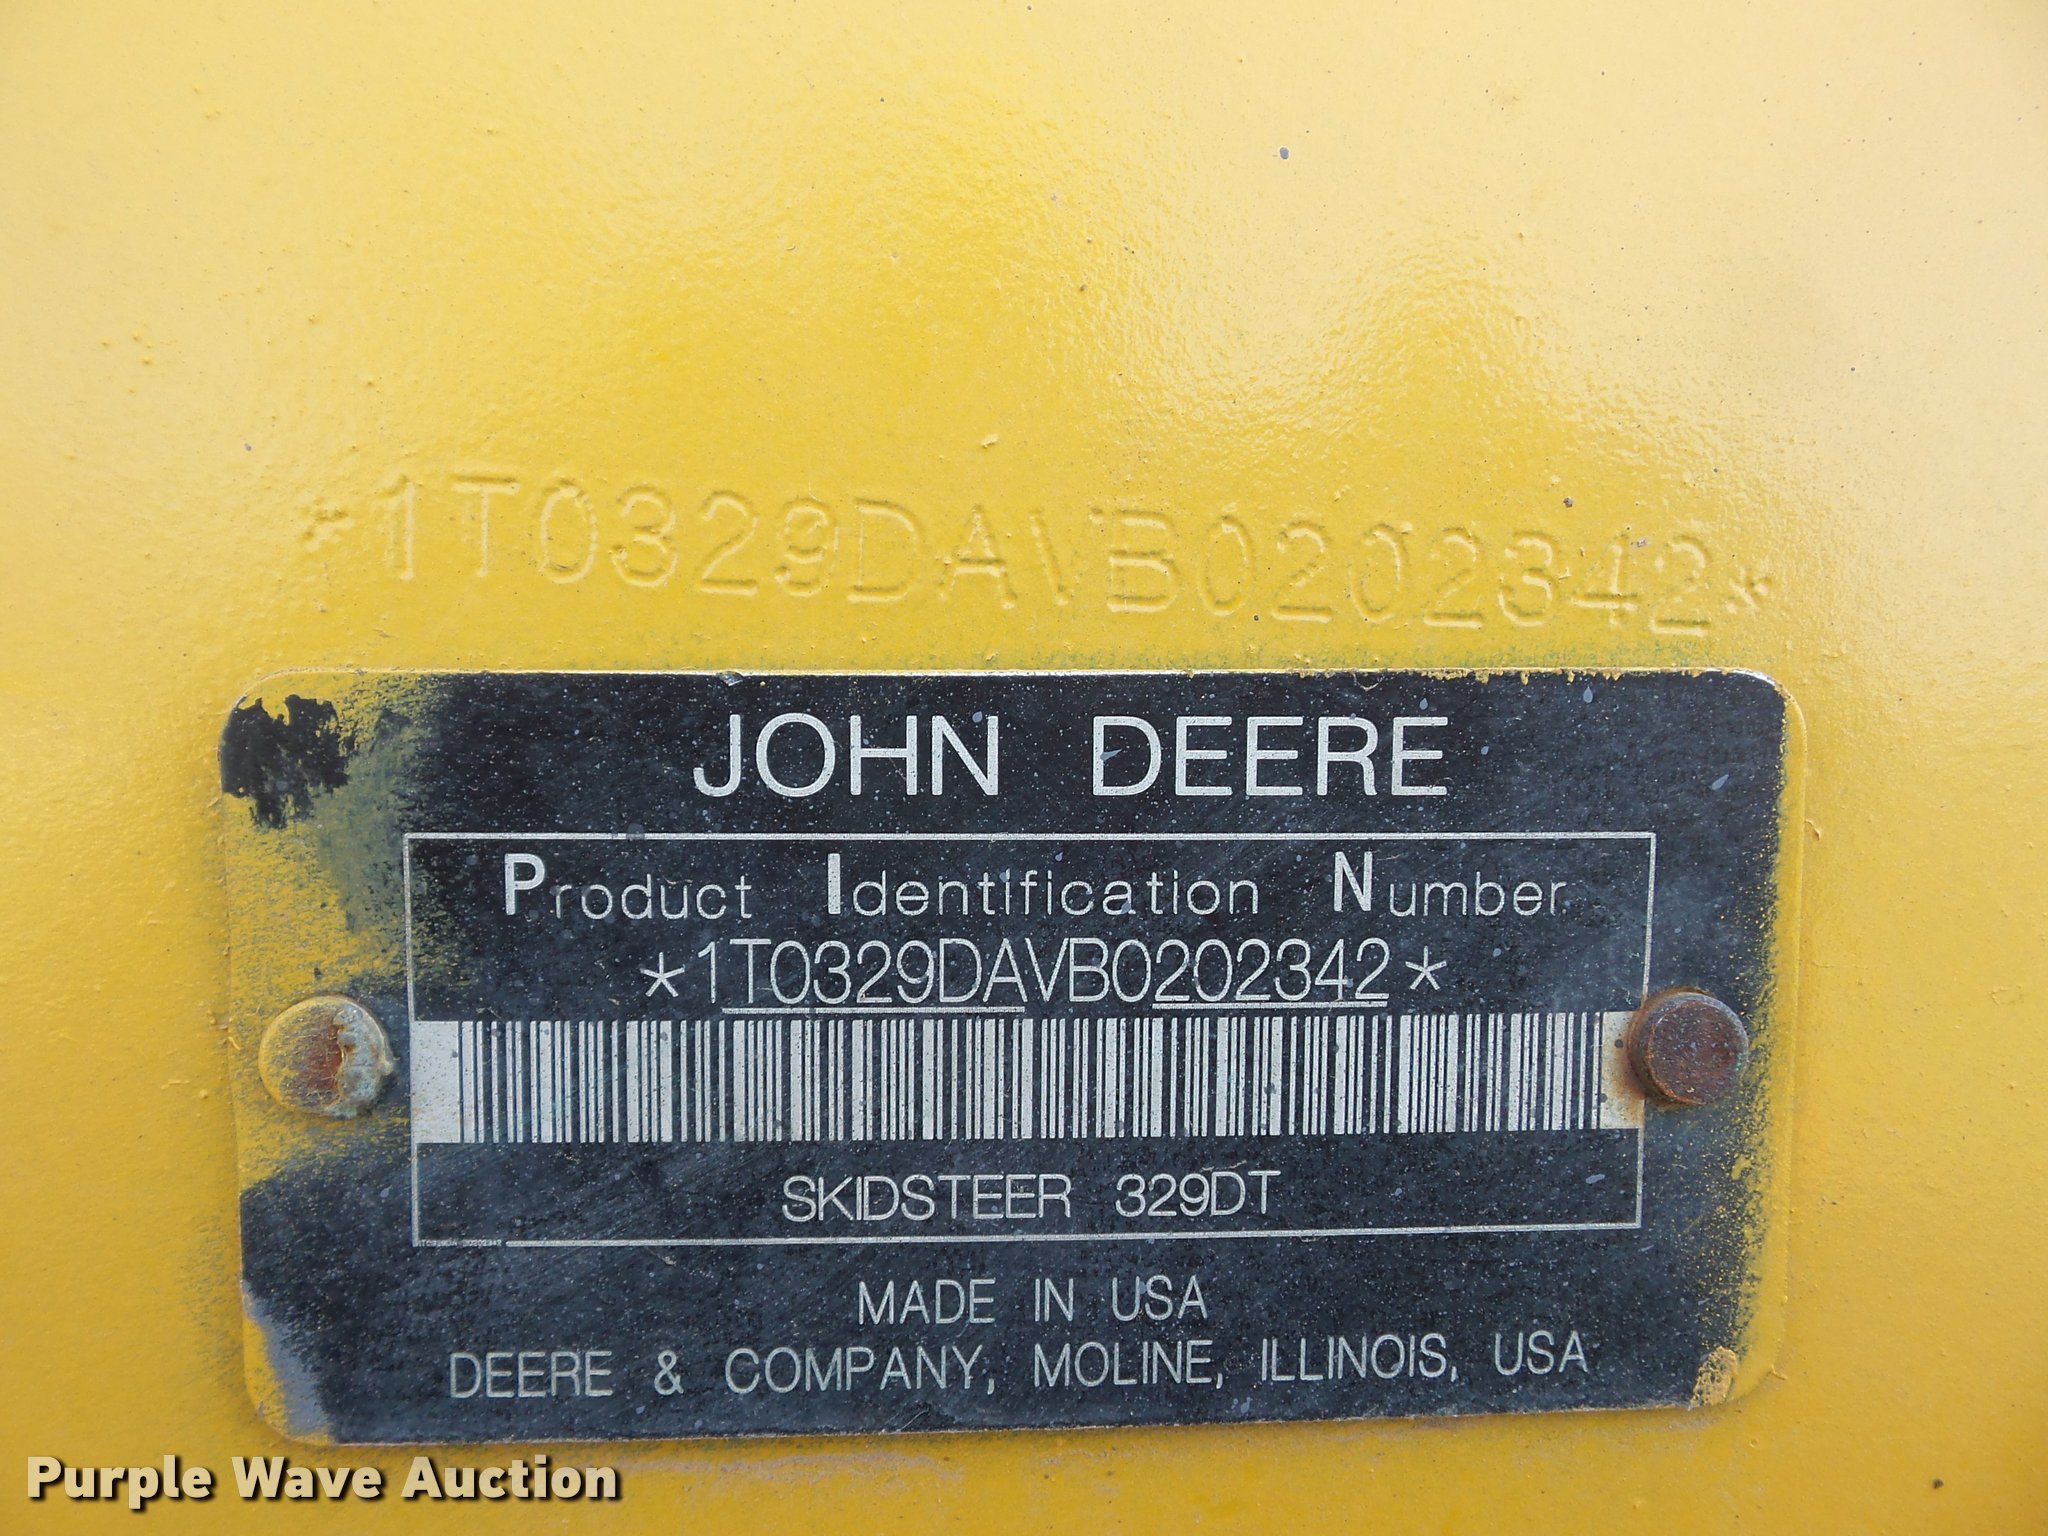 *1T0329DAVB0202342*
JOHN DEERE
Product Identification Number
*1T0329DAVB0202342*
SKIDSTEER 329DT
MADE IN USA
DEERE & COMPANY, MOLINE, ILLINOIS, USA
Purple Wave Auction